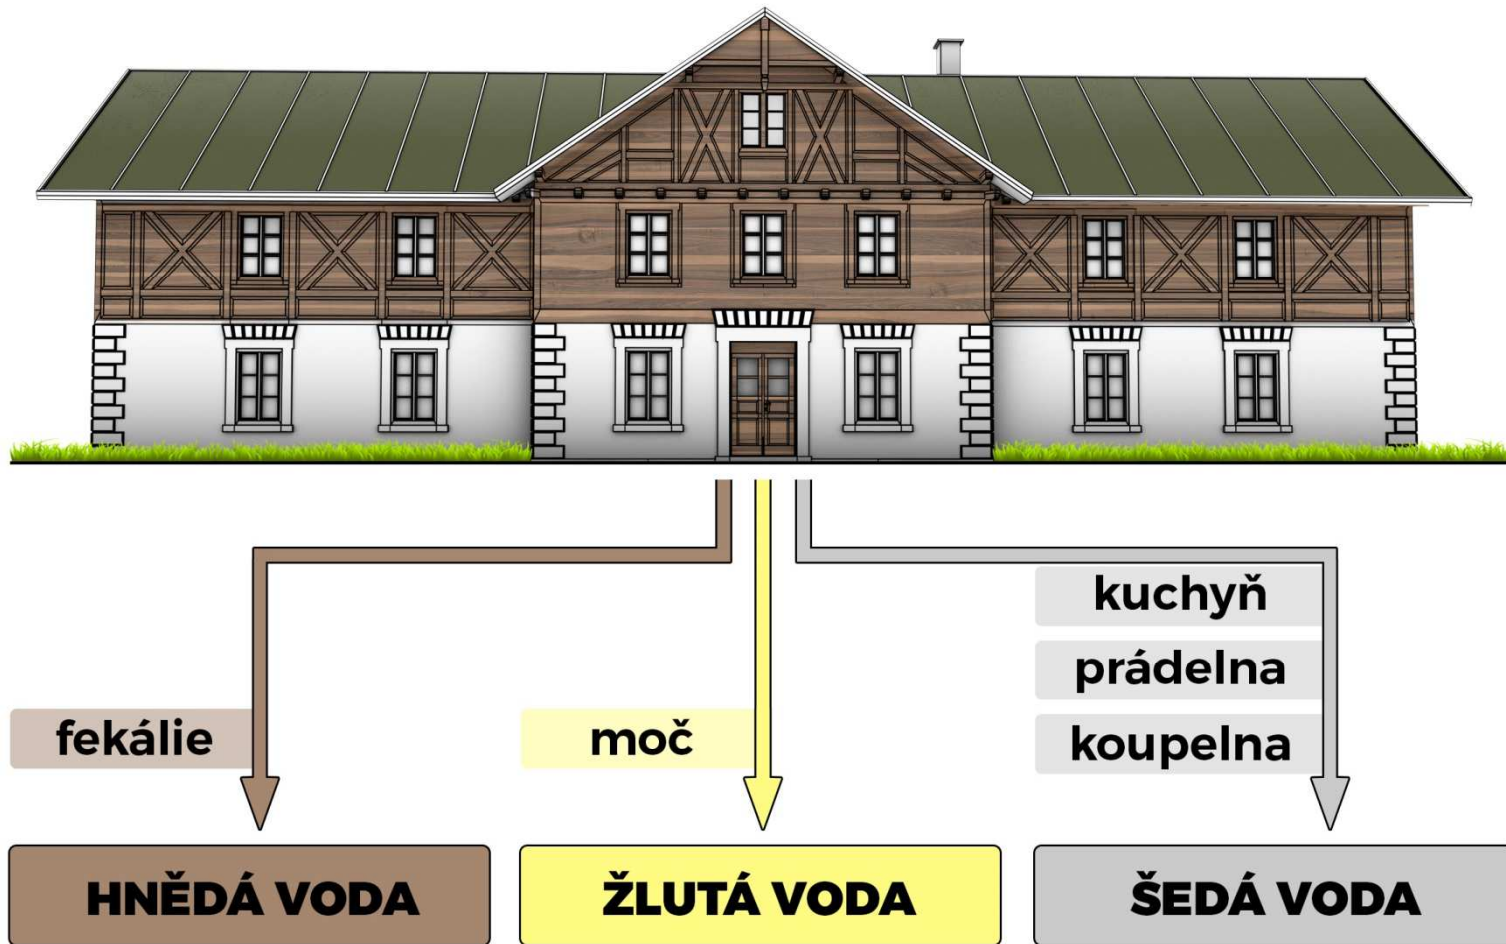 kuchyň
prádelna
fekálie
moč
koupelna
HNĚDÁ VODA
ŽLUTÁ VODA
ŠEDÁ VODA